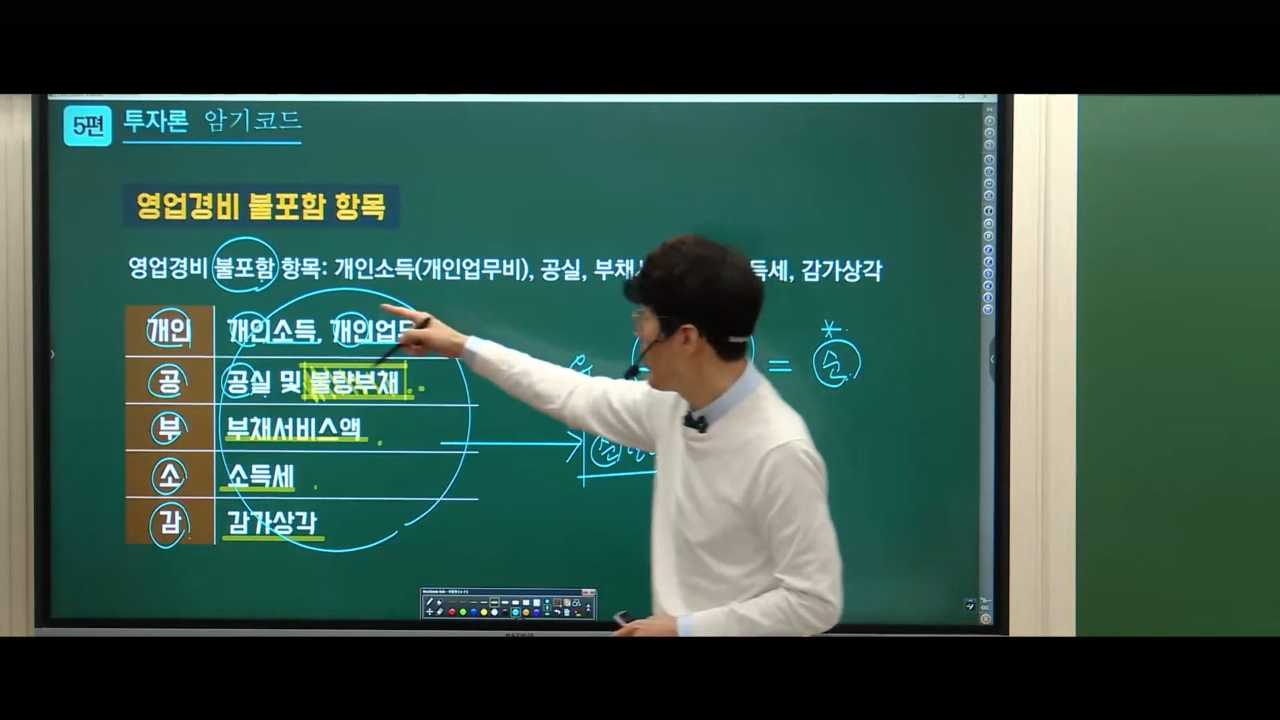 5편 투자론 암기코드
영업경비 불포함 항목
영업경비 불포함 항목: 개인소득(개인업무비), 공실, 득세, 감가상각
개인 개인소득, 개인업
공 공실 및 불량부채
부 부채서비스액
소 소득세
감 감가상각
= 순
순